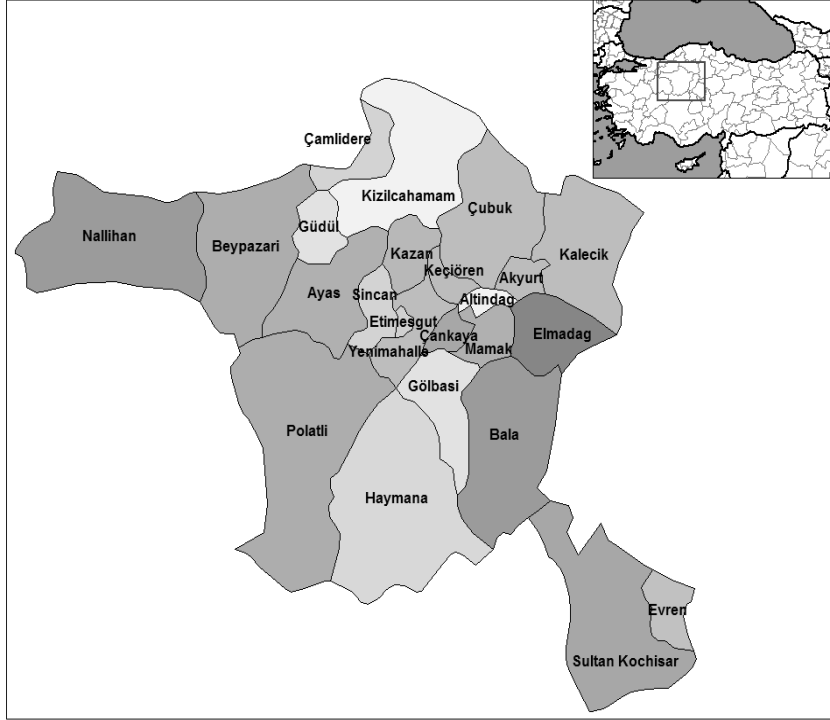 Çamlidere
Kizilcahamam
Çubuk
Güdül
Nallihan
Beypazari
Kazan
Kalecik
Keçiören
Akyurt
Ayas
Sincan
Altindag
Etimesgut
Çankaya
Elmadag
Yenimahalle
Mamak
Gölbasi
Polatli
Bala
Haymana
Evren
Sultan Kochisar